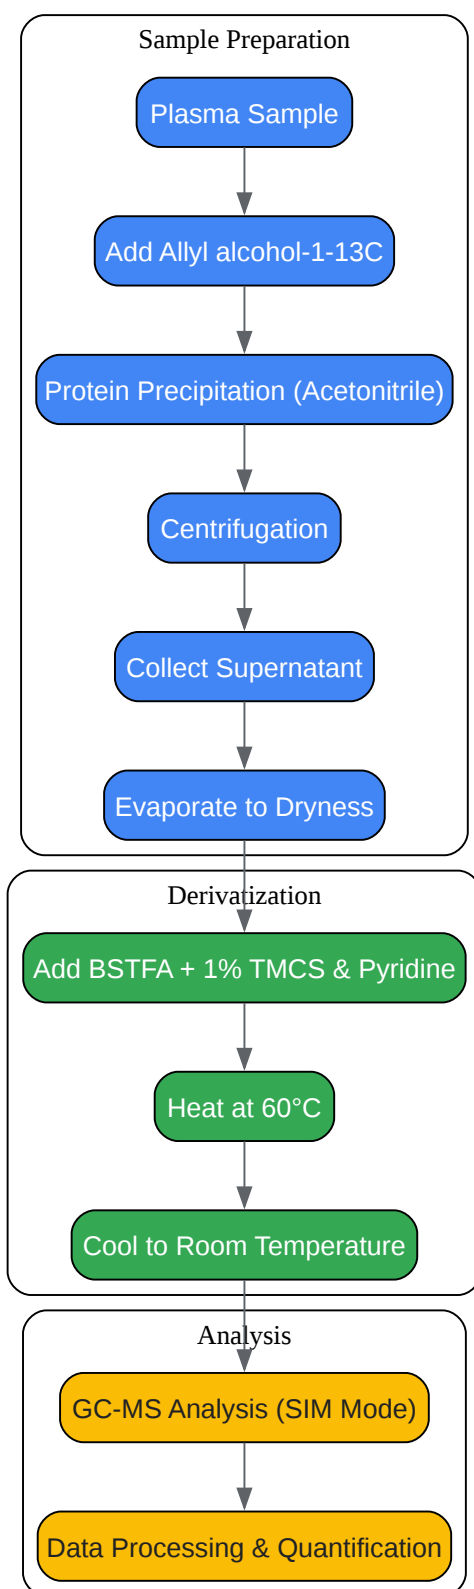 Sample Preparation
Plasma Sample
Add Allyl alcohol-1-13C
Protein Precipitation (Acetonitrile)
Centrifugation
Collect Supernatant
Evaporate to Dryness
Derivatization
Add BSTFA + 1% TMCS & Pyridine
Heat at 60°C
Cool to Room Temperature
Analysis
GC-MS Analysis (SIM Mode)
Data Processing & Quantification